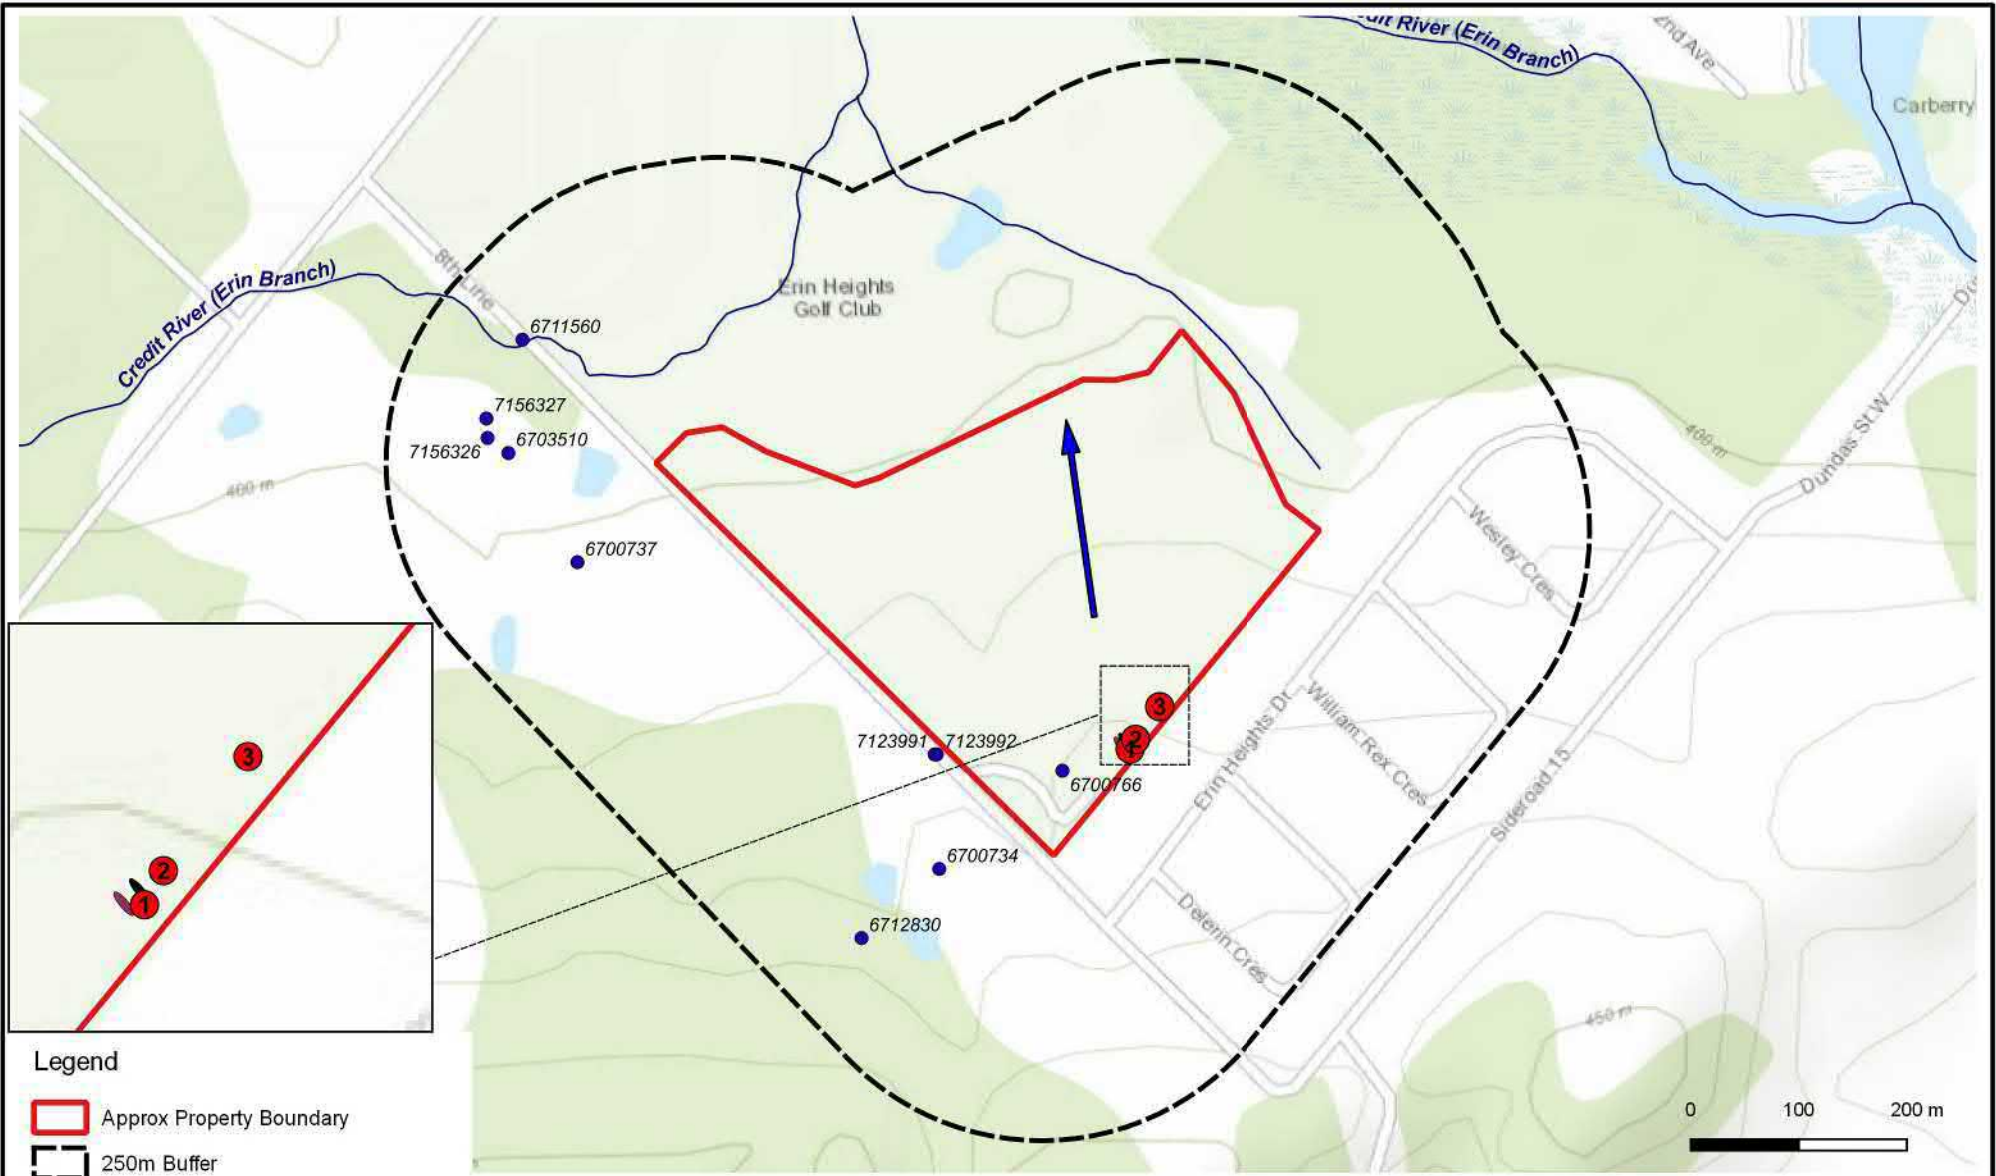 dit River (Erin Branch)
2nd Ave
Carberry
8th Line
Credit River (Erin Branch)
Erin Heights
Golf Club
6711560
7156327
6703510
7156326
400 m
400 m
Dundas St W
Wesley Cres
6700737
Erin Heights Dr
William Rex Cres
Sideroad 15
3
2
1
7123991
7123992
6700766
3
2
1
6700734
6712830
Delerin Cres
450 m
Legend
Approx Property Boundary
250m Buffer
0 100 200 m